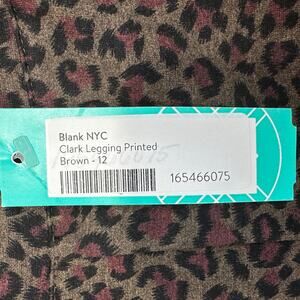 Blank NYC
Clark Legging Printed
Brown - 12
165466075